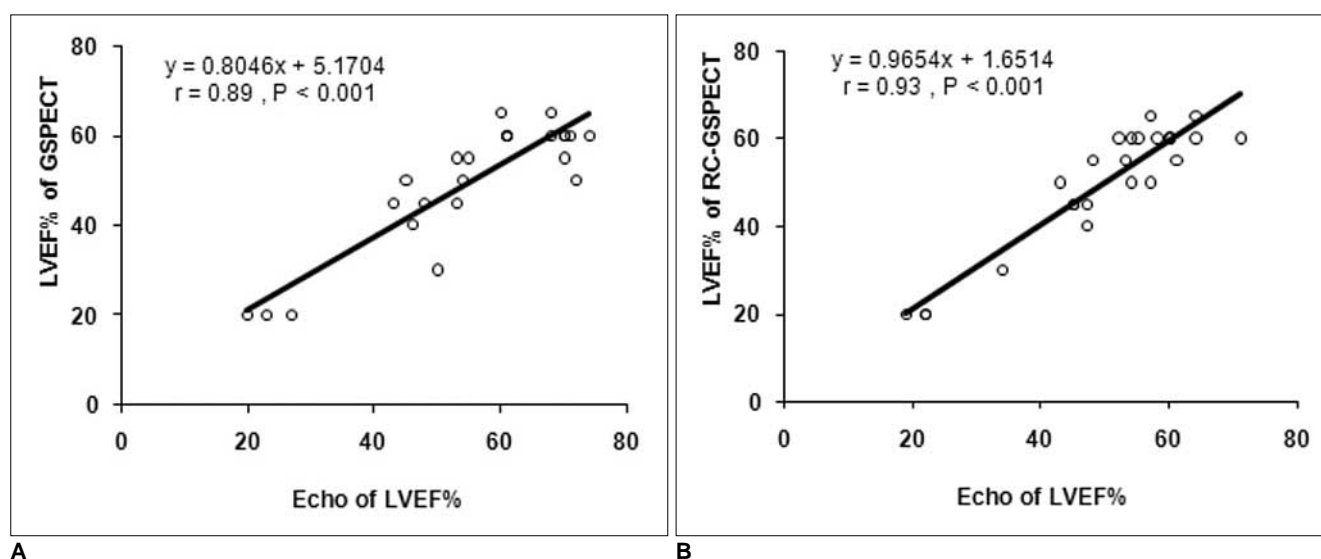 y = 0.8046x + 5.1704
r = 0.89 , P < 0.001
LVEF% of GSPECT
80
60
40
20
0
0 20 40 60 80
Echo of LVEF%
A
y = 0.9654x + 1.6514
r = 0.93 , P < 0.001
LVEF% of RC-GSPECT
80
60
40
20
0
0 20 40 60 80
Echo of LVEF%
B